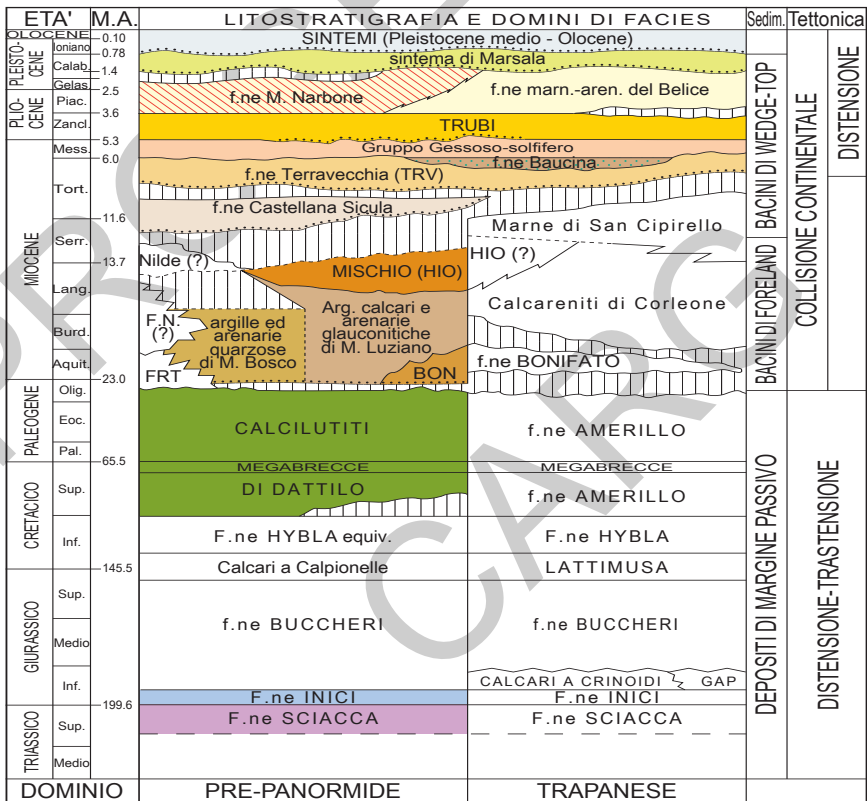 ETA' M.A. LITOSTRATIGRAFIA E DOMINI DI FACIES Sedim. Tettonica
OLOCENE
PLEISTO-
CENE
Ioniano
Calab.
Gelas.
PLIO-
CENE
Piac.
Zancl.
MIOCENE
Mess.
Tort.
Serr.
Lang.
Burd.
Aquit.
PALEOGENE
Olig.
Eoc.
Pal.
CRETACICO
Sup.
Inf.
GIURASSICO
Sup.
Medio
Inf.
TRIASSICO
Sup.
Medio
0.10
0.78
1.4
2.5
3.6
5.3
6.0
11.6
13.7
23.0
65.5
145.5
199.6
SINTEMI (Pleistocene medio - Olocene)
sintema di Marsala
f.ne M. Narbone
f.ne marn.-aren. del Belice
TRUBI
Gruppo Gessoso-solfifero
f.ne Baucina
f.ne Terravecchia (TRV)
f.ne Castellana Sicula
Marne di San Cipirello
Nilde (?)
HIO (?)
MISCHIO (HIO)
Calcareniti di Corleone
F.N.
(?)
argille ed
arenarie
quarzose
di M. Bosco
Arg. calcari e
arenarie
glauconitiche
di M. Luziano
FRT
BON
f.ne BONIFATO
CALCILUTITI
f.ne AMERILLO
MEGABRECCE
MEGABRECCE
DI DATTILO
f.ne AMERILLO
F.ne HYBLA equiv.
F.ne HYBLA
Calcari a Calpionelle
LATTIMUSA
f.ne BUCCHERI
f.ne BUCCHERI
CALCARI A CRINOIDI GAP
F.ne INICI
F.ne INICI
F.ne SCIACCA
F.ne SCIACCA
BACINI DI WEDGE-TOP
BACINI DI FORELAND
DEPOSITI DI MARGINE PASSIVO
COLLISIONE CONTINENTALE
DISTENSIONE
DISTENSIONE-TRASTENSIONE
DOMINIO PRE-PANORMIDE TRAPANESE
CARG